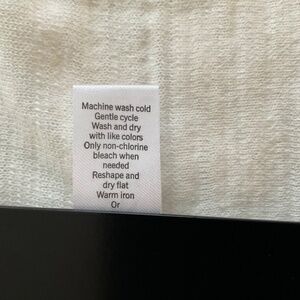 Machine wash cold
Gentle cycle
Wash and dry
with like colors
Only non-chlorine
bleach when
needed
Reshape and
dry flat
Warm iron
Or